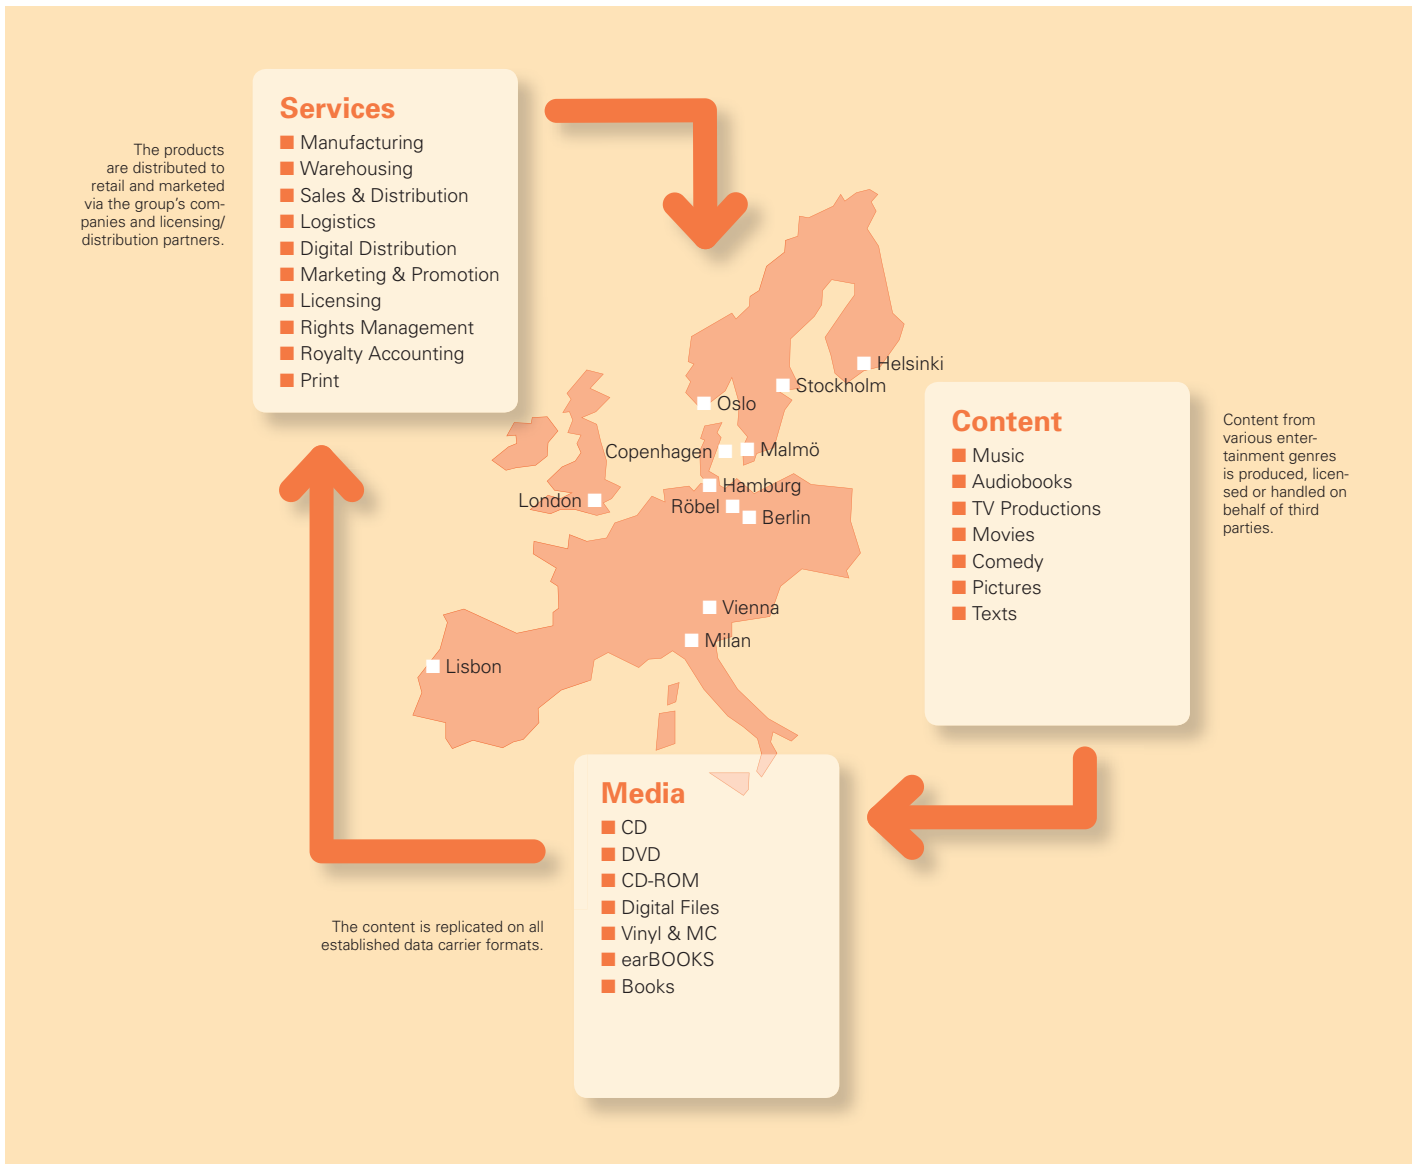 Services
Manufacturing
Warehousing
Sales & Distribution
Logistics
Digital Distribution
Marketing & Promotion
Licensing
Rights Management
Royalty Accounting
Print
The products
are distributed to
retail and marketed
via the group's com-
panies and licensing/
distribution partners.
Helsinki
Stockholm
Oslo
Copenhagen
Malmö
Hamburg
London
Röbel
Berlin
Vienna
Milan
Lisbon
Content
Music
Audiobooks
TV Productions
Movies
Comedy
Pictures
Texts
Content from
various enter-
tainment genres
is produced, licen-
sed or handled on
behalf of third
parties.
Media
CD
DVD
CD-ROM
Digital Files
Vinyl & MC
earBOOKS
Books
The content is replicated on all
established data carrier formats.